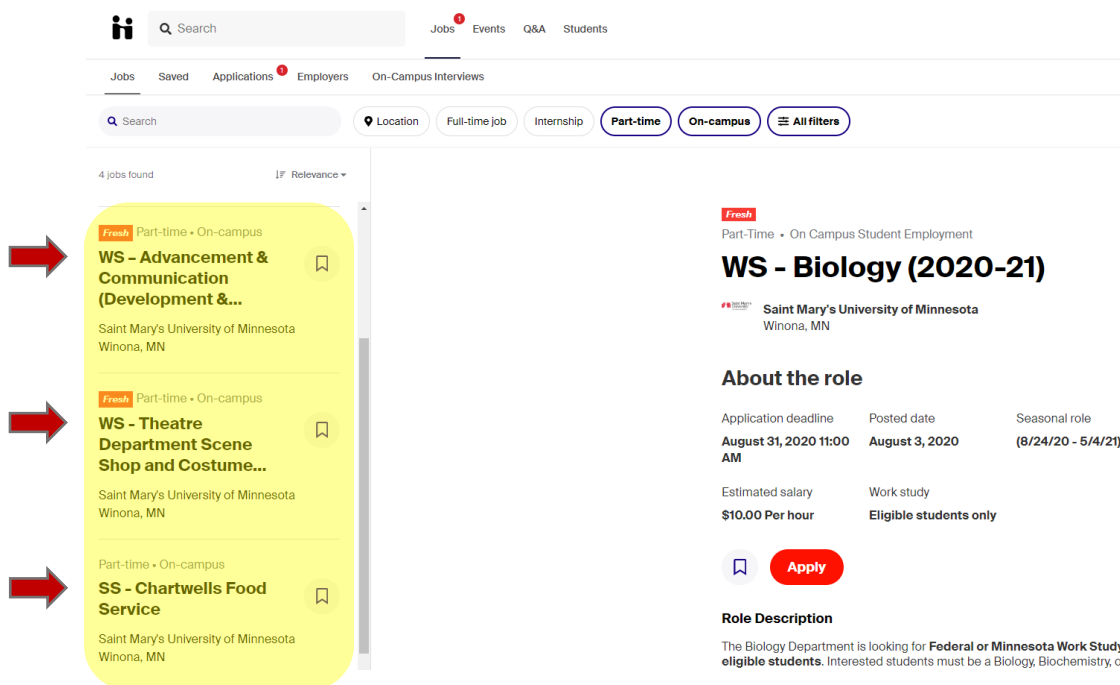 Search
Jobs 1 Events Q&A Students
Jobs Saved Applications 1 Employers On-Campus Interviews
Search Location Full-time job Internship Part-time On-campus All filters
4 jobs found Relevance
Fresh Part-time • On-campus
WS – Advancement &
Communication
(Development &...
Saint Mary's University of Minnesota
Winona, MN
Fresh Part-time • On-campus
WS - Theatre
Department Scene
Shop and Costume...
Saint Mary's University of Minnesota
Winona, MN
Part-time • On-campus
SS - Chartwells Food
Service
Saint Mary's University of Minnesota
Winona, MN
Fresh
Part-Time • On Campus Student Employment
WS - Biology (2020-21)
Saint Mary's University of Minnesota
Winona, MN
About the role
Application deadline Posted date Seasonal role
August 31, 2020 11:00 August 3, 2020 (8/24/20 - 5/4/21)
AM
Estimated salary Work study
$10.00 Per hour Eligible students only
Apply
Role Description
The Biology Department is looking for Federal or Minnesota Work Study
eligible students. Interested students must be a Biology, Biochemistry,